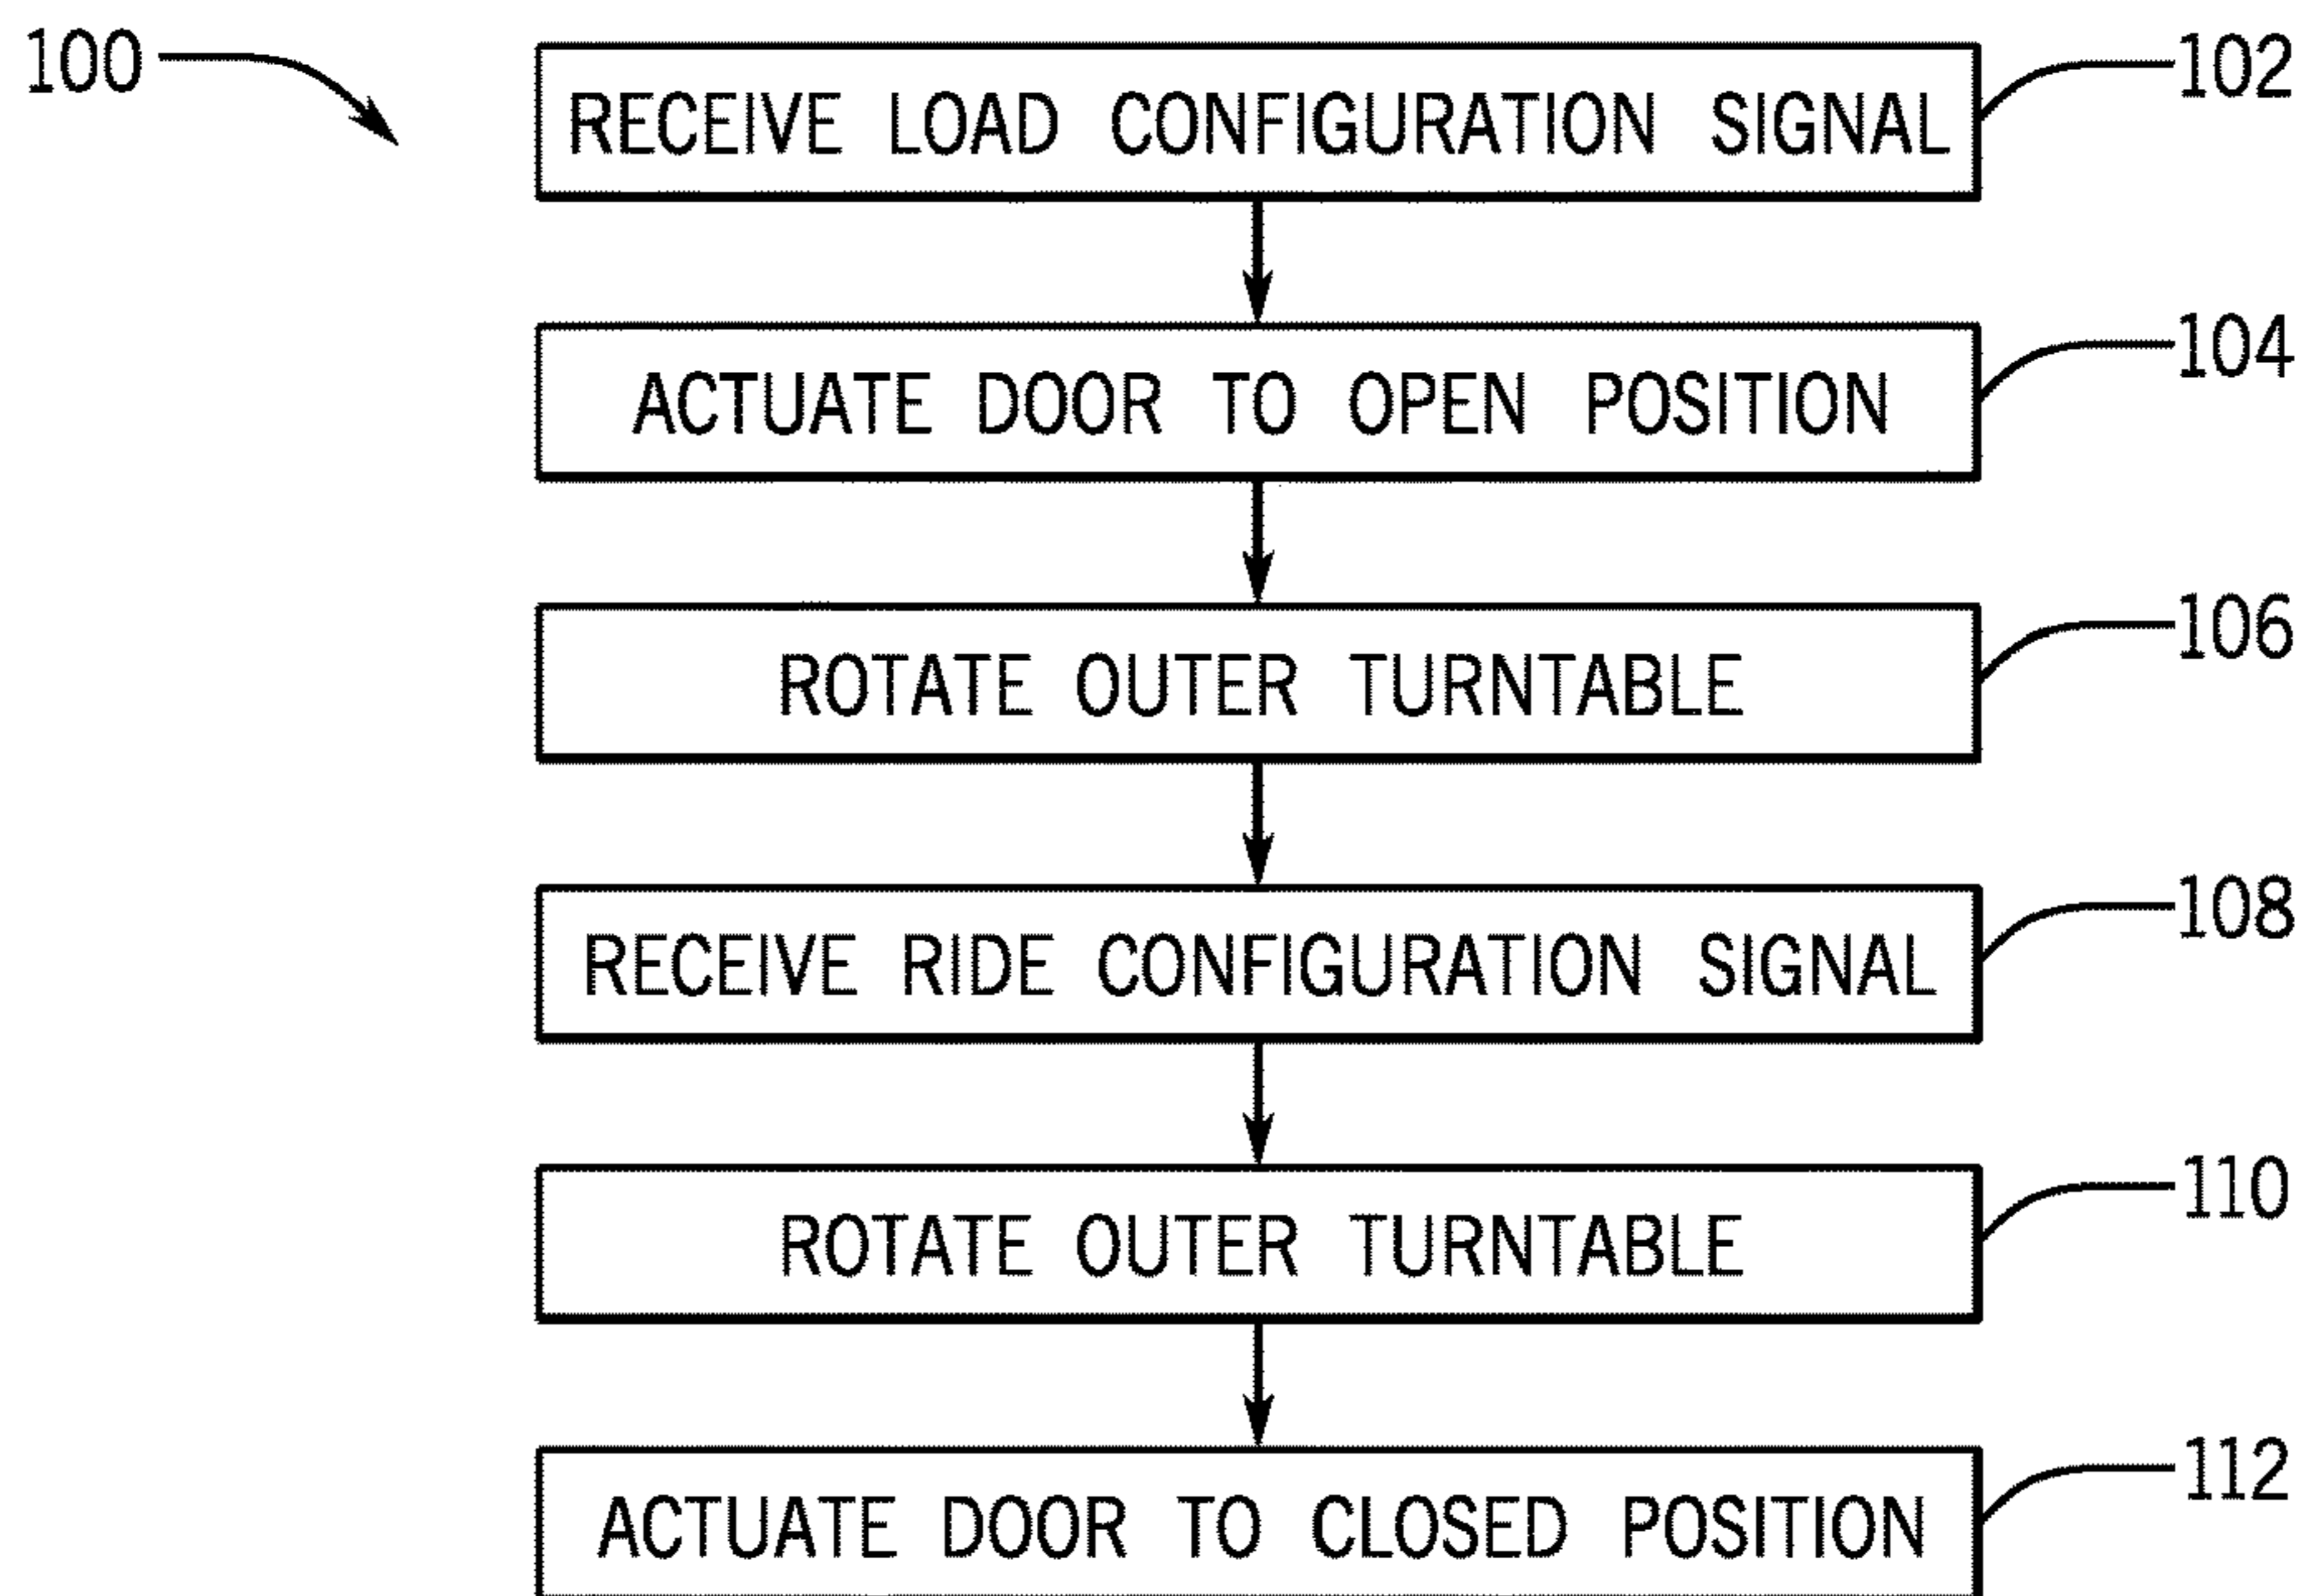 100
RECEIVE LOAD CONFIGURATION SIGNAL
102
ACTUATE DOOR TO OPEN POSITION
104
ROTATE OUTER TURNTABLE
106
RECEIVE RIDE CONFIGURATION SIGNAL
108
ROTATE OUTER TURNTABLE
110
ACTUATE DOOR TO CLOSED POSITION
112